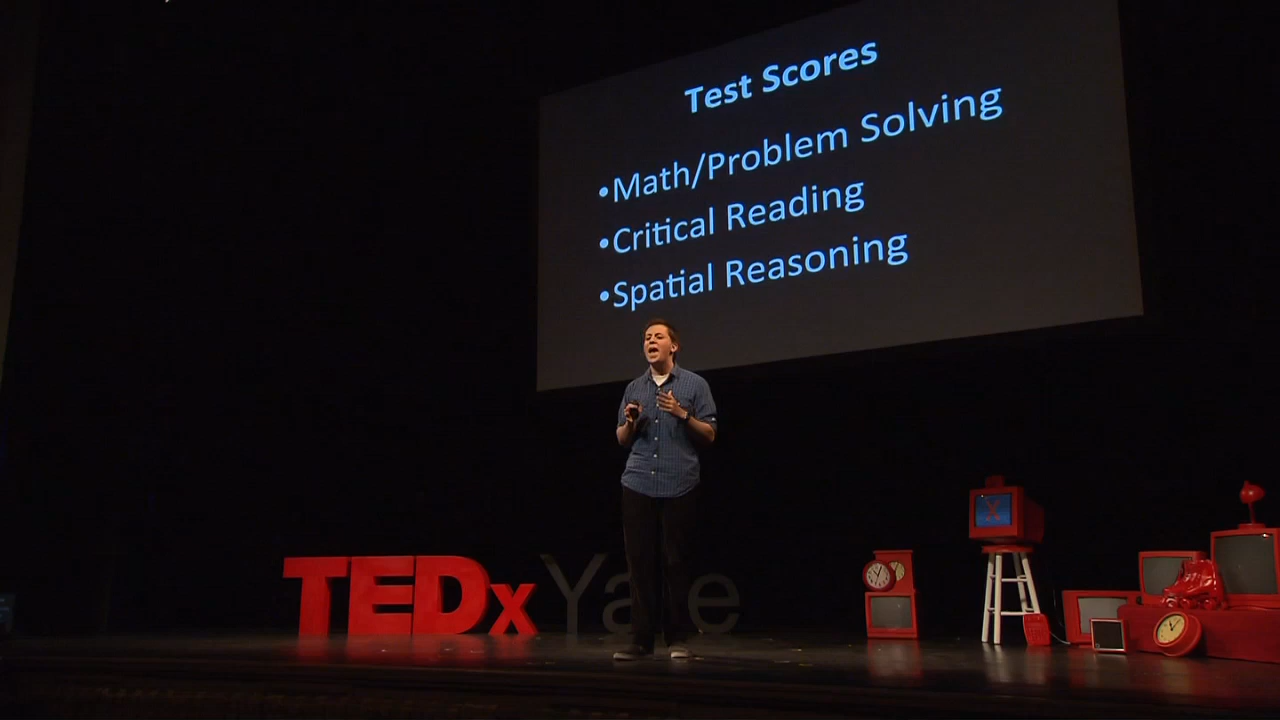 Test Scores
•Math/Problem Solving
•Critical Reading
•Spatial Reasoning
X
TEDxYale